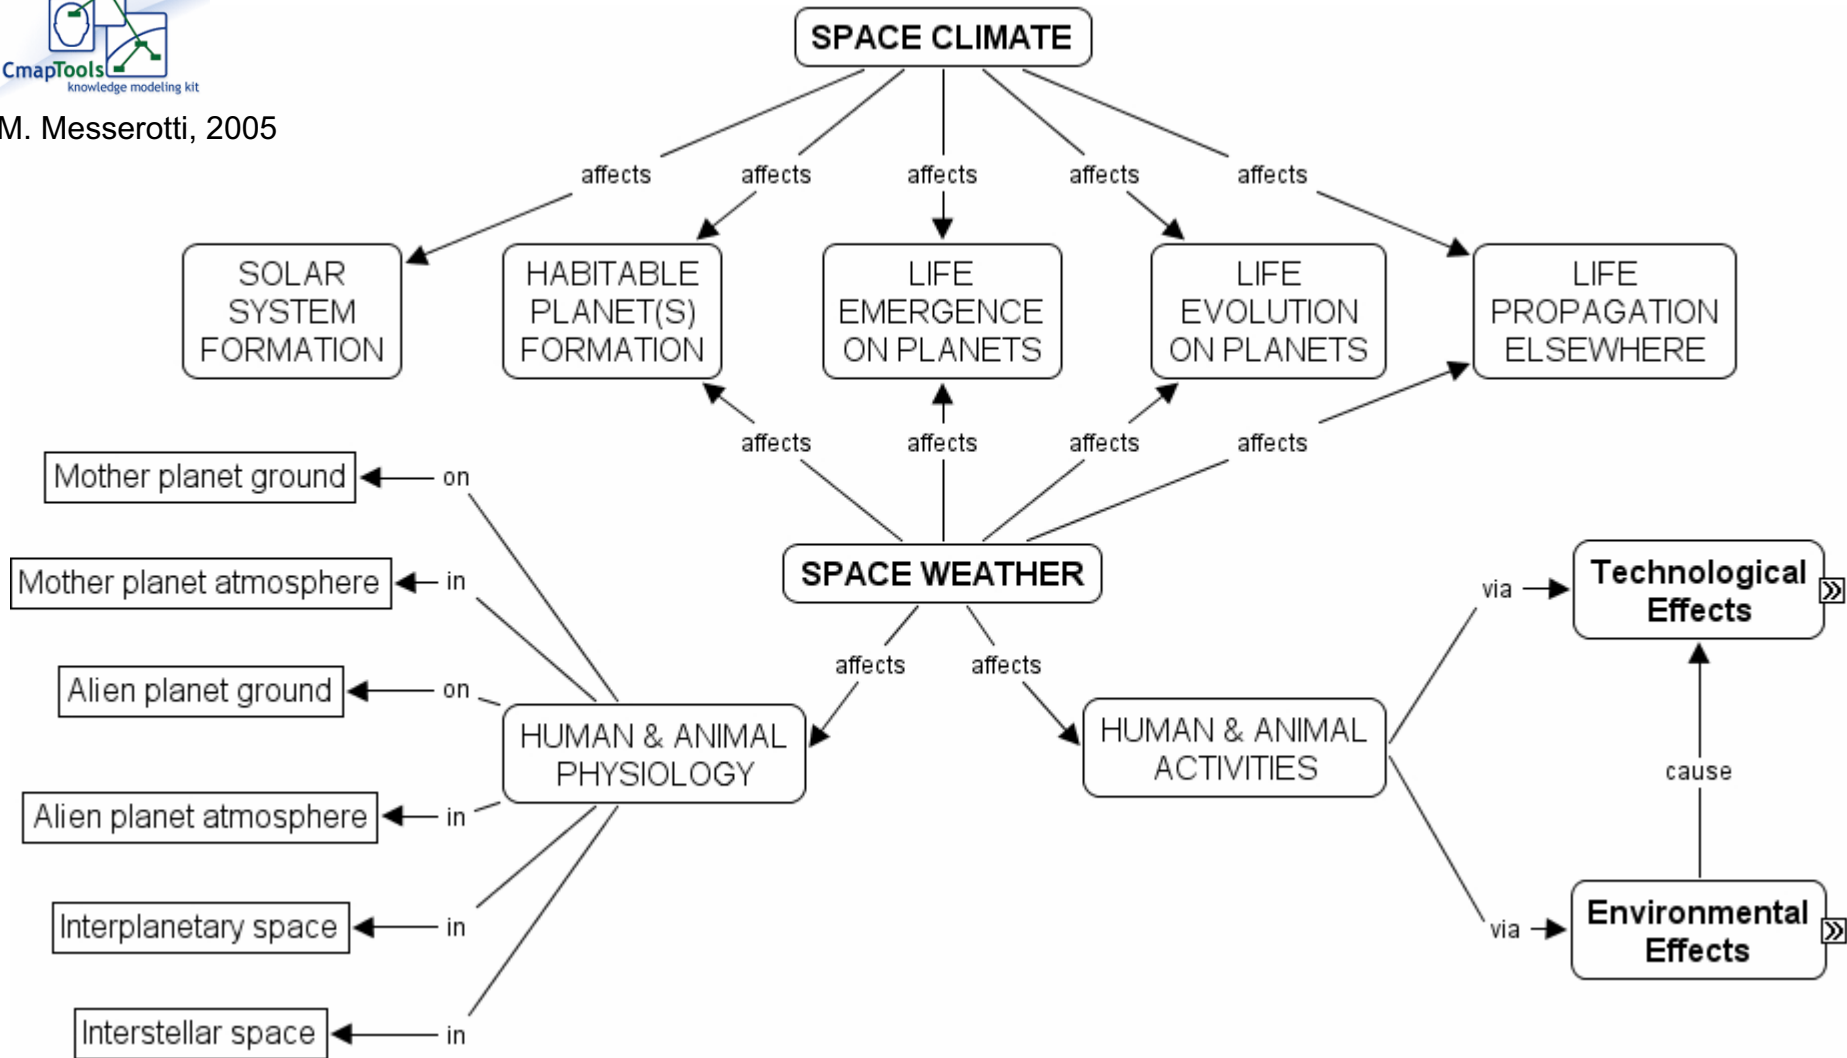 CmapTools
knowledge modeling kit
M. Messerotti, 2005
SPACE CLIMATE
affects
affects
affects
affects
affects
SOLAR
SYSTEM
FORMATION
HABITABLE
PLANET(S)
FORMATION
LIFE
EMERGENCE
ON PLANETS
LIFE
EVOLUTION
ON PLANETS
LIFE
PROPAGATION
ELSEWHERE
affects
affects
affects
affects
SPACE WEATHER
affects
affects
Mother planet ground
on
Mother planet atmosphere
in
Alien planet ground
on
Alien planet atmosphere
in
Interplanetary space
in
Interstellar space
in
HUMAN & ANIMAL
PHYSIOLOGY
HUMAN & ANIMAL
ACTIVITIES
via
Technological
Effects
cause
via
Environmental
Effects